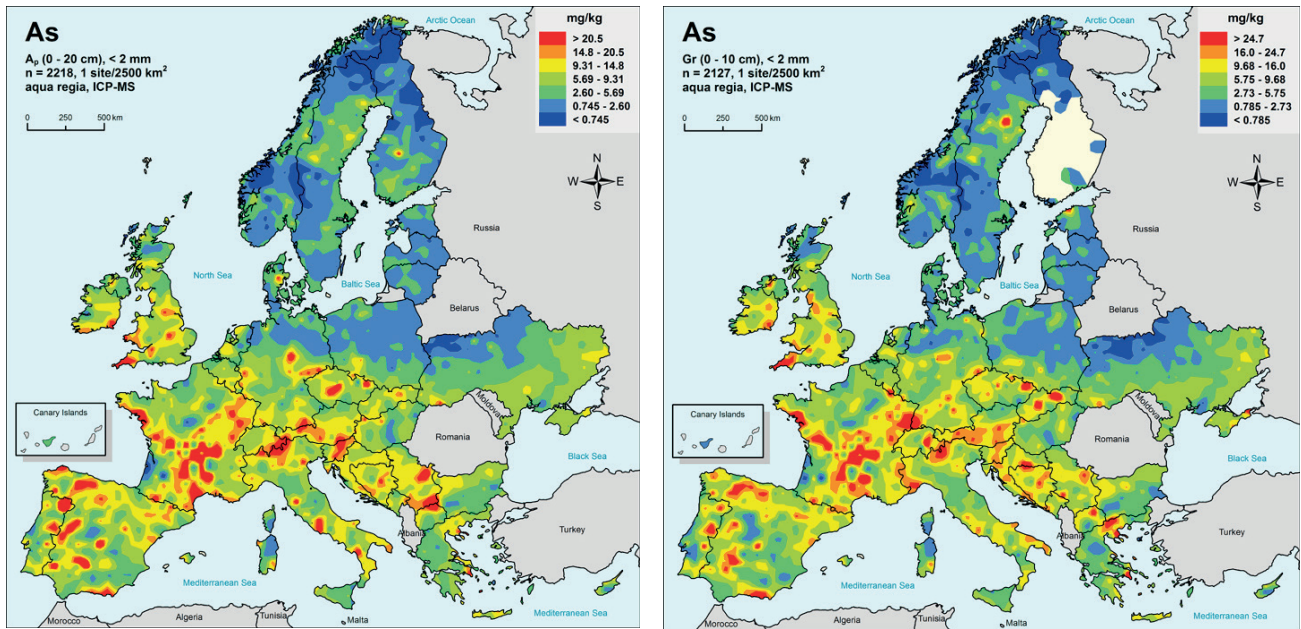 As
Aₚ (0 - 20 cm), < 2 mm
n = 2218, 1 site/2500 km²
aqua regia, ICP-MS
0 250 500 km
Arctic Ocean
mg/kg
> 20.5
14.8 - 20.5
9.31 - 14.8
5.69 - 9.31
2.60 - 5.69
0.745 - 2.60
< 0.745
N
W E
S
Russia
North Sea
Baltic Sea
Belarus
Canary Islands
Moldova
Romania
Black Sea
Albania
Turkey
Mediterranean Sea
Mediterranean Sea
Morocco
Algeria
Tunisia
Malta
As
Gr (0 - 10 cm), < 2 mm
n = 2127, 1 site/2500 km²
aqua regia, ICP-MS
0 250 500 km
Arctic Ocean
mg/kg
> 24.7
16.0 - 24.7
9.68 - 16.0
5.75 - 9.68
2.73 - 5.75
0.785 - 2.73
< 0.785
N
W E
S
Russia
North Sea
Baltic Sea
Belarus
Canary Islands
Moldova
Romania
Black Sea
Albania
Turkey
Mediterranean Sea
Mediterranean Sea
Morocco
Algeria
Tunisia
Malta